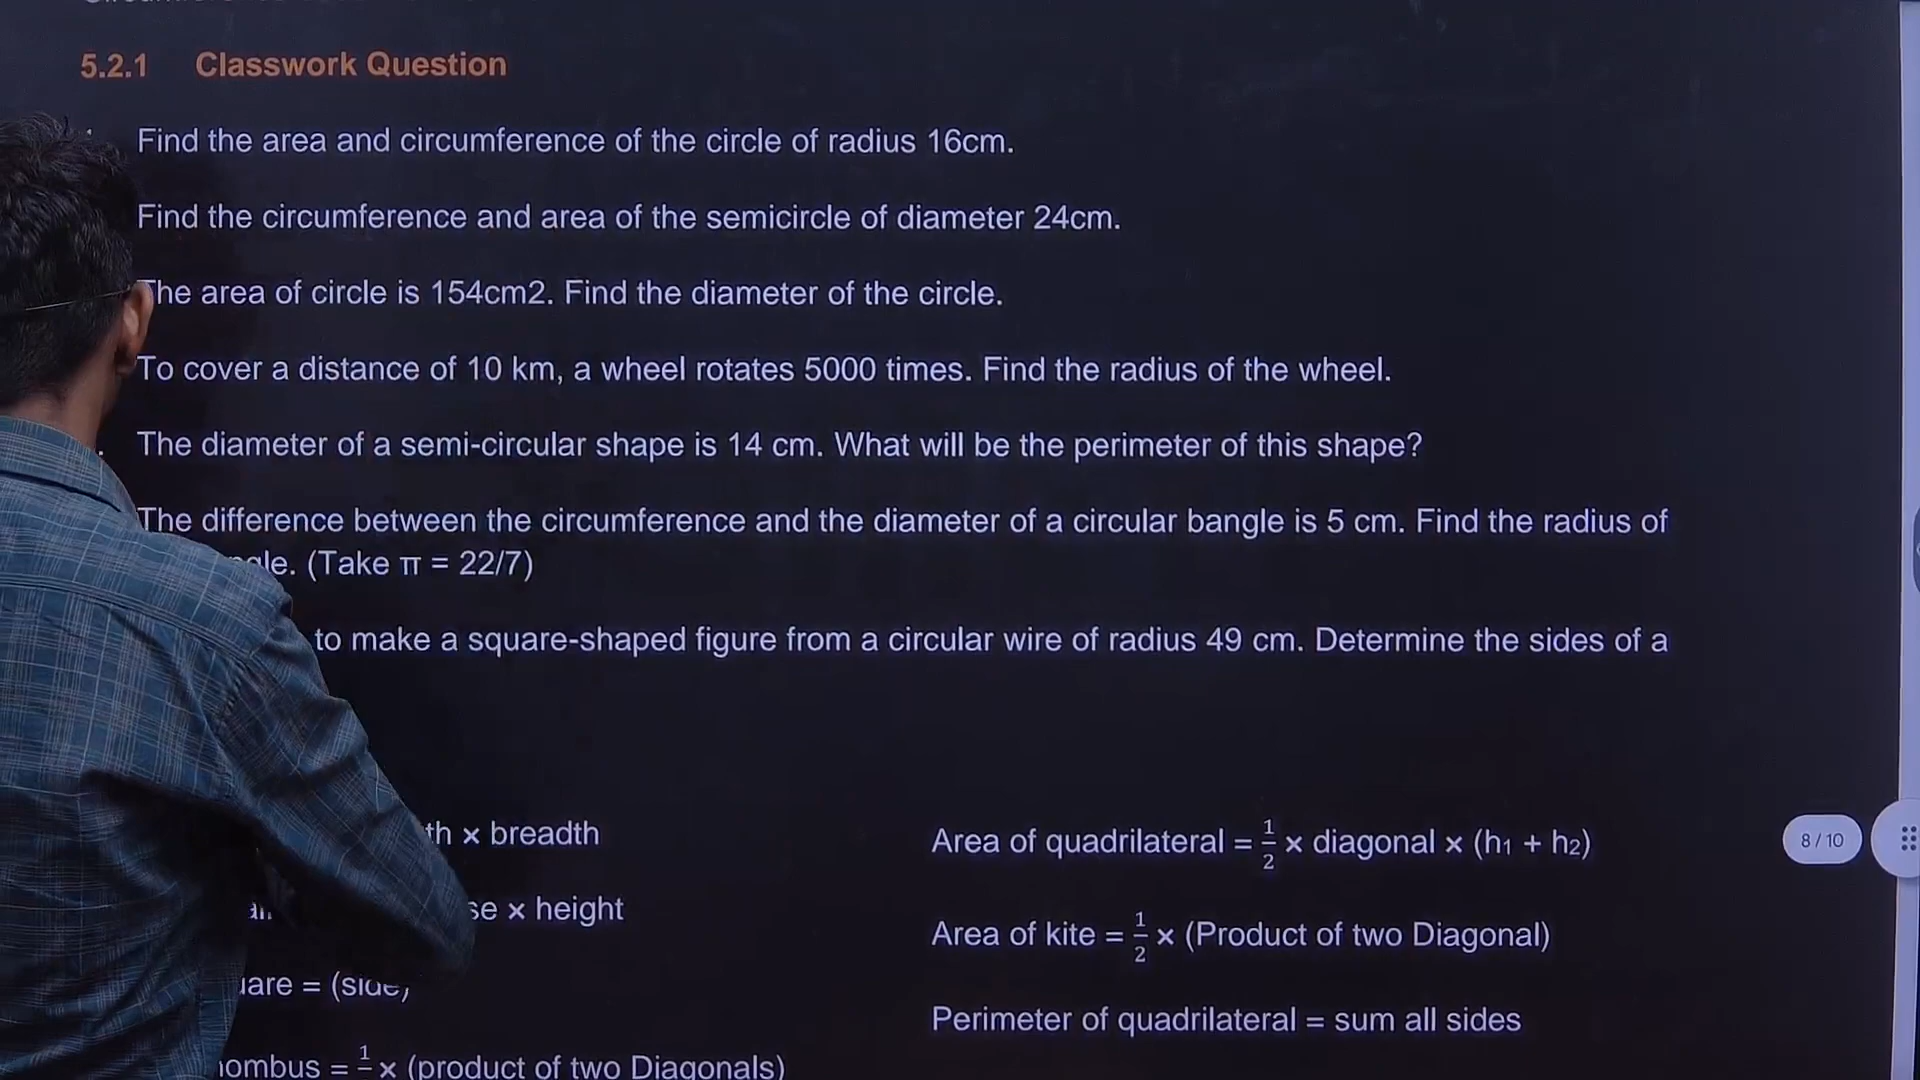 5.2.1 Classwork Question
Find the area and circumference of the circle of radius 16cm.
Find the circumference and area of the semicircle of diameter 24cm.
The area of circle is 154cm2. Find the diameter of the circle.
To cover a distance of 10 km, a wheel rotates 5000 times. Find the radius of the wheel.
The diameter of a semi-circular shape is 14 cm. What will be the perimeter of this shape?
The difference between the circumference and the diameter of a circular bangle is 5 cm. Find the radius of
(Take π = 22/7)
to make a square-shaped figure from a circular wire of radius 49 cm. Determine the sides of a
× breadth
× height
= (side)
= 1/2 × (product of two Diagonals)
Area of quadrilateral = 1/2 × diagonal × (h1 + h2)
Area of kite = 1/2 × (Product of two Diagonal)
Perimeter of quadrilateral = sum all sides
8 / 10